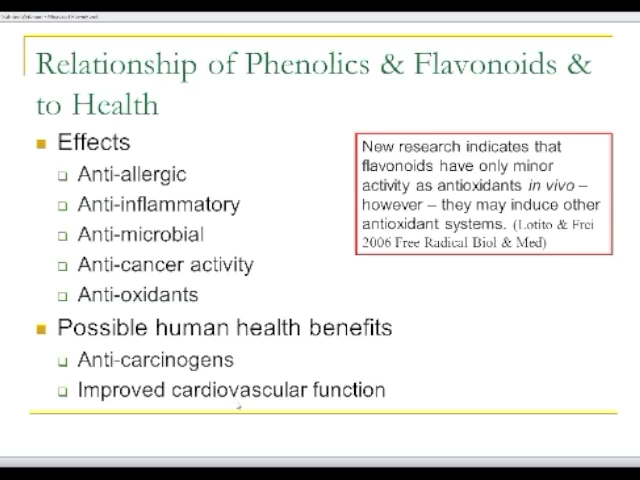 Relationship of Phenolics & Flavonoids &
to Health
Effects
Anti-allergic
Anti-inflammatory
Anti-microbial
Anti-cancer activity
Anti-oxidants
Possible human health benefits
Anti-carcinogens
Improved cardiovascular function
New research indicates that
flavonoids have only minor
activity as antioxidants in vivo –
however – they may induce other
antioxidant systems. (Lotito & Frei
2006 Free Radical Biol & Med)